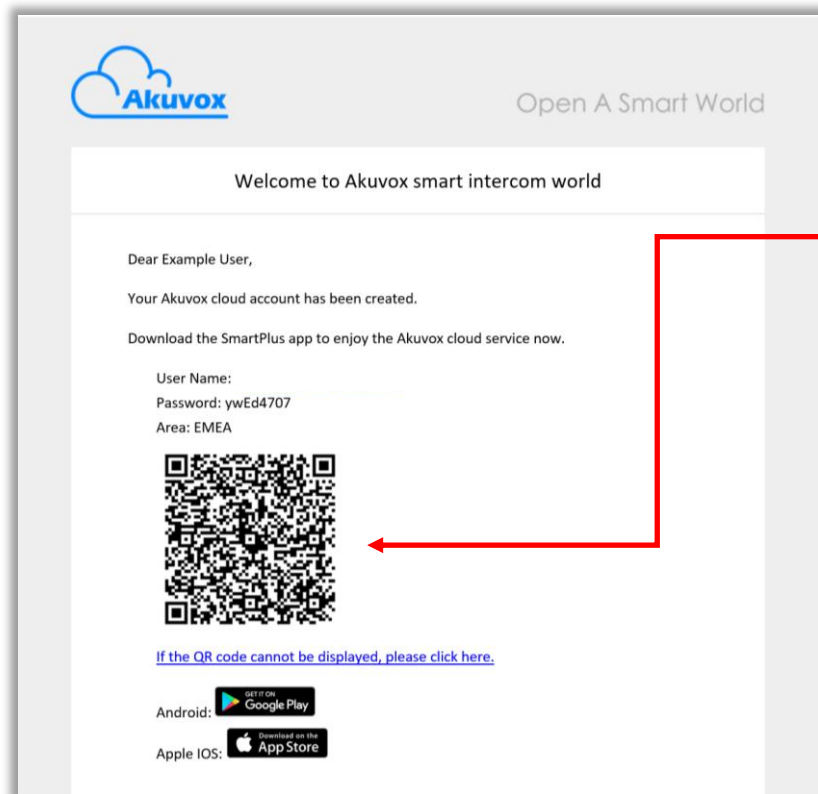 Akuvox
Open A Smart World
Welcome to Akuvox smart intercom world
Dear Example User,
Your Akuvox cloud account has been created.
Download the SmartPlus app to enjoy the Akuvox cloud service now.
User Name:
Password: ywEd4707
Area: EMEA
If the QR code cannot be displayed, please click here.
Android: GET IT ON Google Play
Apple IOS: Download on the App Store